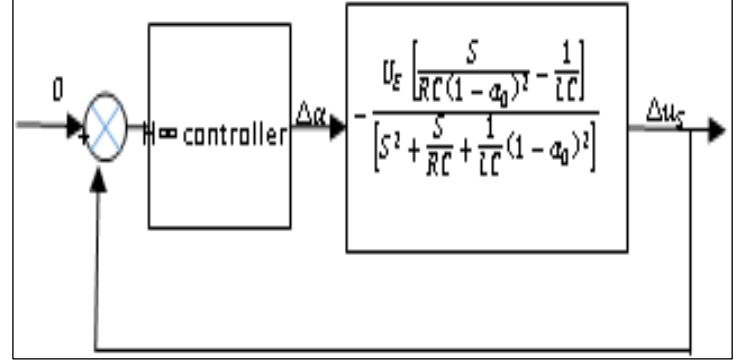 0
+
H∞ controller
Δα
- U_E [S/(RC(1 - a_0)^2) - 1/(LC)] / [S^2 + S/(RC) + 1/(LC) (1 - a_0)^2]
Δu_S